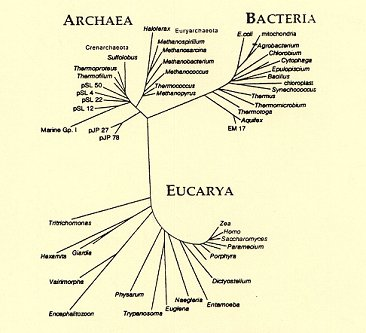 ARCHAEA
BACTERIA
Haloferax
Euryarchaeota
Crenarchaeota
Methanospirillum
Methanosarcina
Sulfolobus
Methanobacterium
Thermoproteus
Methanococcus
Thermofilum
pSL 50
Thermococcus
pSL 4
Methanopyrus
pSL 22
pSL 12
Marine Gp. I
pJP 27
pJP 78
E.coli
mitochondria
Agrobacterium
Chlorobium
Cytophaga
Epulopiscium
Bacillus
chloroplast
Synechococcus
Thermus
Thermomicrobium
Thermotoga
Aquifex
EM 17
EUCARYA
Tritrichomonas
Zea
Homo
Saccharomyces
Paramecium
Giardia
Hexamita
Porphyra
Vairimorpha
Dictyostelium
Physarum
Naegleria
Entamoeba
Euglena
Trypanosoma
Encephalitozoon